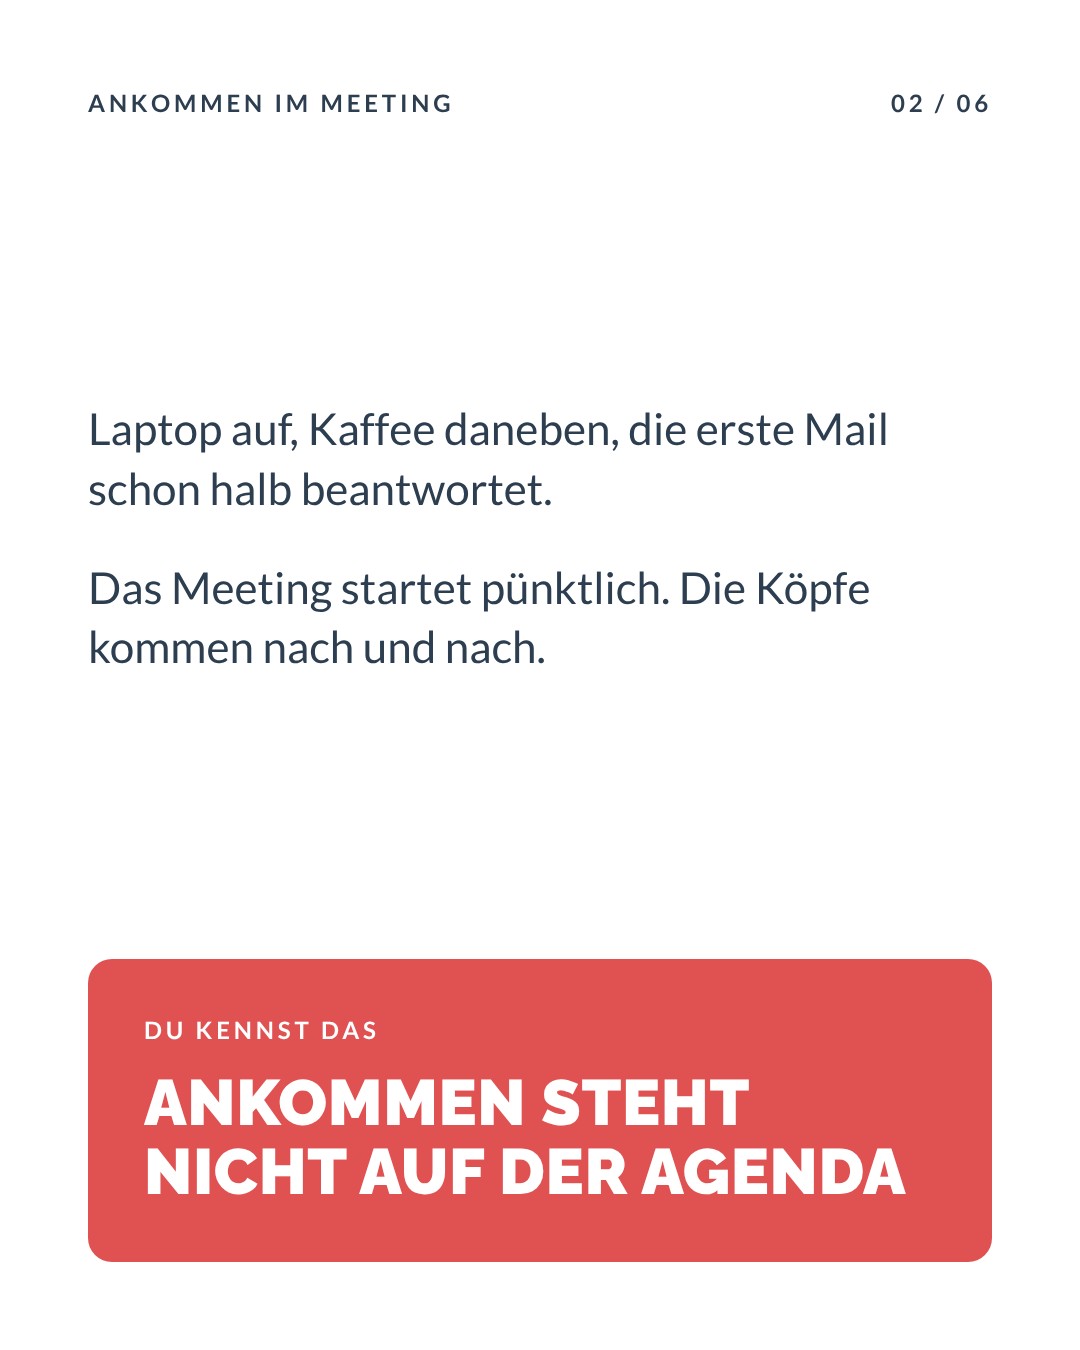 ANKOMMEN IM MEETING
02 / 06
Laptop auf, Kaffee daneben, die erste Mail
schon halb beantwortet.
Das Meeting startet pünktlich. Die Köpfe
kommen nach und nach.
DU KENNST DAS
ANKOMMEN STEHT
NICHT AUF DER AGENDA